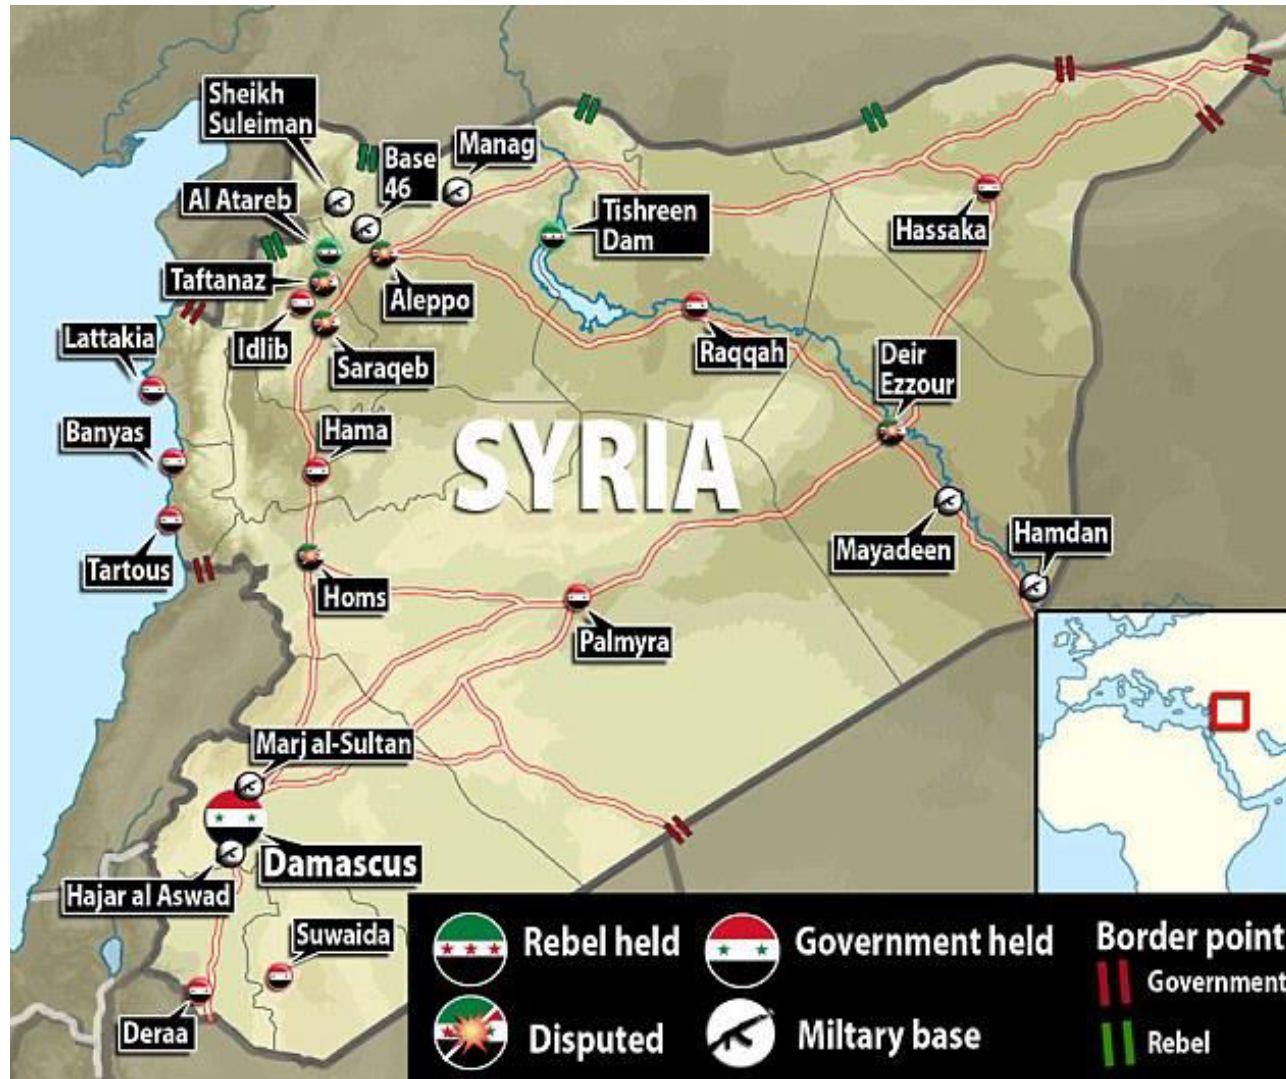 Sheikh
Suleiman
Base
46
Manag
Al Atareb
Tishreen
Dam
Hassaka
Taftanaz
Aleppo
Lattakia
Idlib
Saraqeb
Raqqah
Deir
Ezzour
Banyas
Hama
SYRIA
Mayadeen
Hamdan
Tartous
Homs
Palmyra
Marj al-Sultan
Damascus
Hajar al Aswad
Suwaida
Deraa
Rebel held
Government held
Border point
Government
Disputed
Miltary base
Rebel